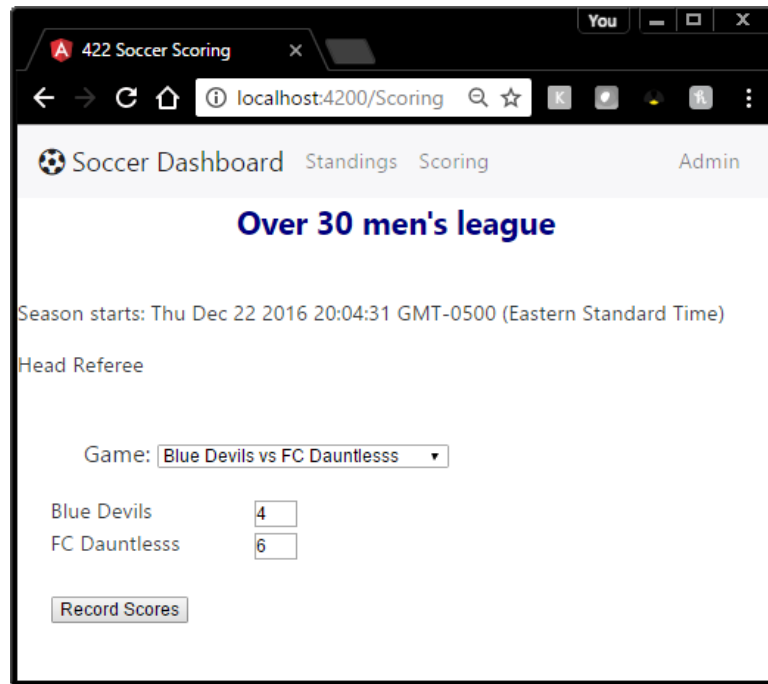 You
422 Soccer Scoring
localhost:4200/Scoring
Soccer Dashboard Standings Scoring Admin
Over 30 men's league
Season starts: Thu Dec 22 2016 20:04:31 GMT-0500 (Eastern Standard Time)
Head Referee
Game: Blue Devils vs FC Dauntlesss
Blue Devils 4
FC Dauntlesss 6
Record Scores